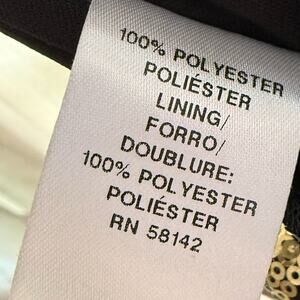 100% POLYESTER
POLIÉSTER
LINING/
FORRO/
DOUBLURE:
100% POLYESTER
POLIÉSTER
RN 58142